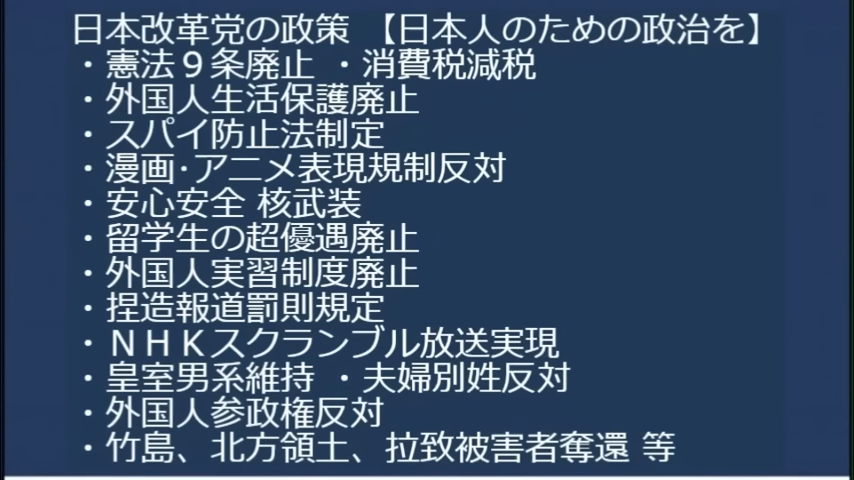 日本改革党の政策 【日本人のための政治を】
・憲法９条廃止 ・消費税減税
・外国人生活保護廃止
・スパイ防止法制定
・漫画･アニメ表現規制反対
・安心安全 核武装
・留学生の超優遇廃止
・外国人実習制度廃止
・捏造報道罰則規定
・ＮＨＫスクランブル放送実現
・皇室男系維持 ・夫婦別姓反対
・外国人参政権反対
・竹島、北方領土、拉致被害者奪還 等